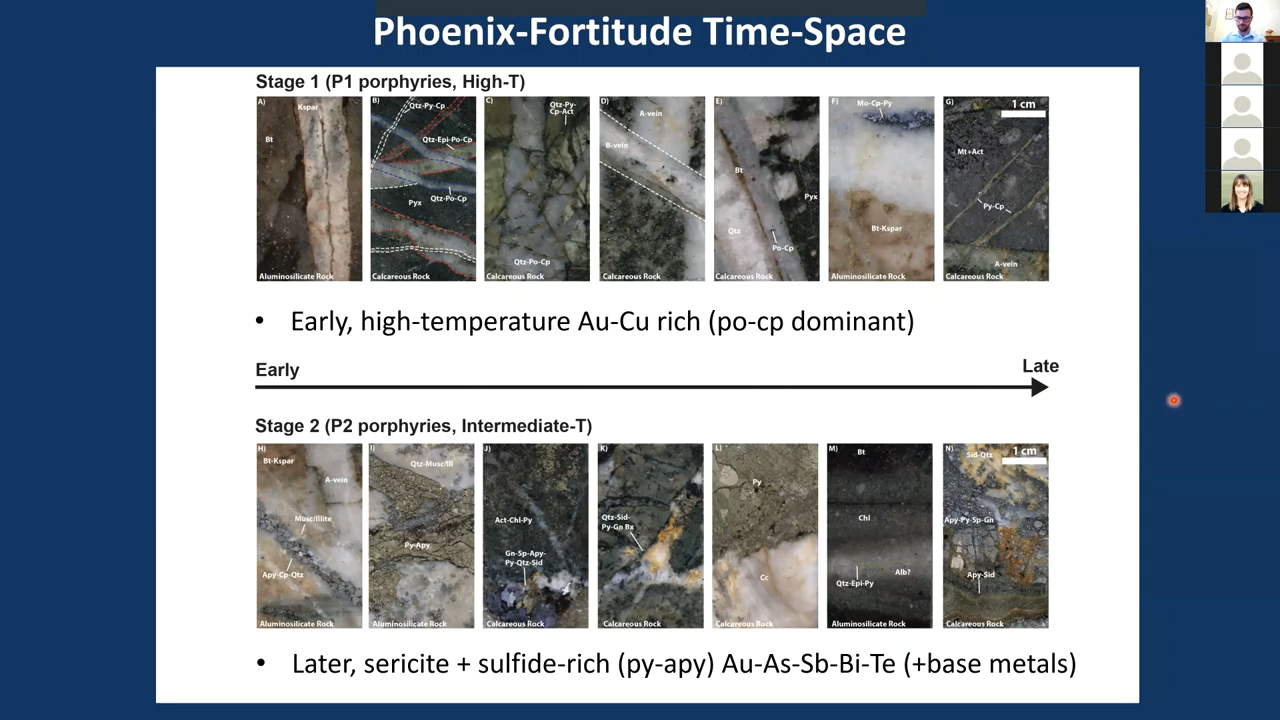 Phoenix-Fortitude Time-Space
Stage 1 (P1 porphyries, High-T)
A)
Kspar
Bt
Aluminosilicate Rock
B)
Qtz-Py-Cp
Qtz-Epi-Po-Cp
Qtz-Po-Cp
Pyx
Calcareous Rock
C)
Qtz-Py-
Cp-Act
Qtz-Po-Cp
Calcareous Rock
D)
A-vein
B-vein
Calcareous Rock
E)
Bt
Pyx
Qtz
Po-Cp
Calcareous Rock
F)
Mo-Cp-Py
Bt-Kspar
Aluminosilicate Rock
G)
1 cm
Mt+Act
Py-Cp
A-vein
Calcareous Rock
• Early, high-temperature Au-Cu rich (po-cp dominant)
Early
Late
Stage 2 (P2 porphyries, Intermediate-T)
H)
Bt-Kspar
A-vein
Musc/Illite
Apy-Cp-Qtz
Aluminosilicate Rock
I)
Qtz-Musc/Ill
Py-Apy
Aluminosilicate Rock
J)
Act-Chl-Py
Gn-Sp-Apy-
Py-Qtz-Sid
Calcareous Rock
K)
Qtz-Sid-
Py-Gn Bx
Calcareous Rock
L)
Py
Cc
Calcareous Rock
M)
Bt
Chl
Alb?
Qtz-Epi-Py
Aluminosilicate Rock
N)
Sid-Qtz
1 cm
Apy-Py-Sp-Gn
Apy-Sid
Calcareous Rock
• Later, sericite + sulfide-rich (py-apy) Au-As-Sb-Bi-Te (+base metals)